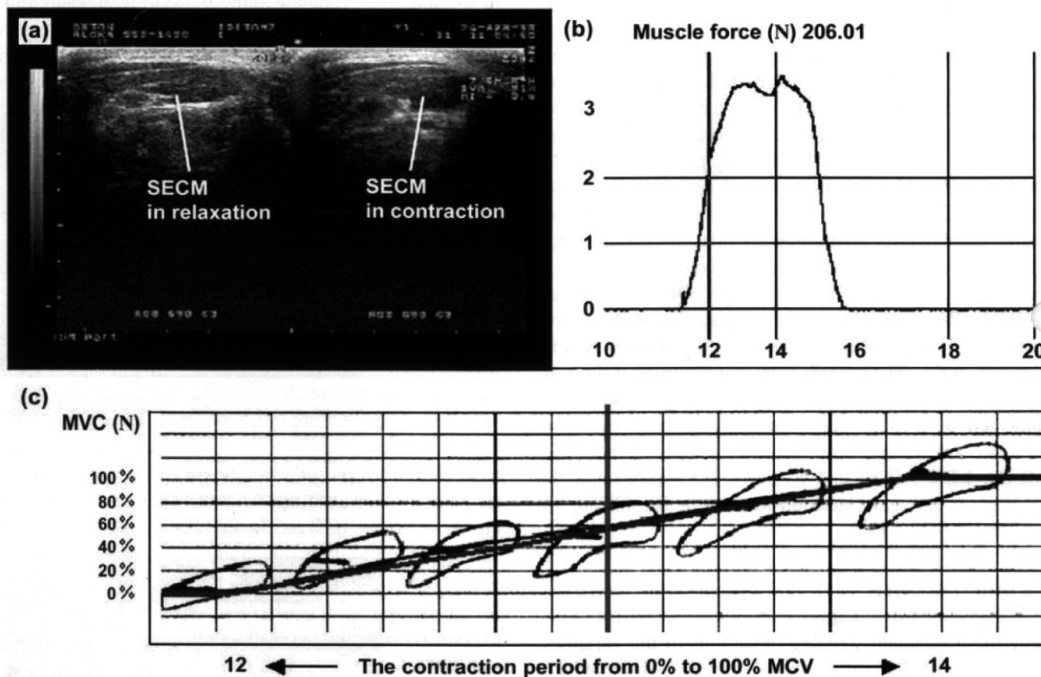 (a)
SECM
in relaxation
SECM
in contraction
(b)
Muscle force (N) 206.01
3
2
1
0
10 12 14 16 18 20
(c)
MVC (N)
100 %
80 %
60 %
40 %
20 %
0 %
12 The contraction period from 0% to 100% MCV 14